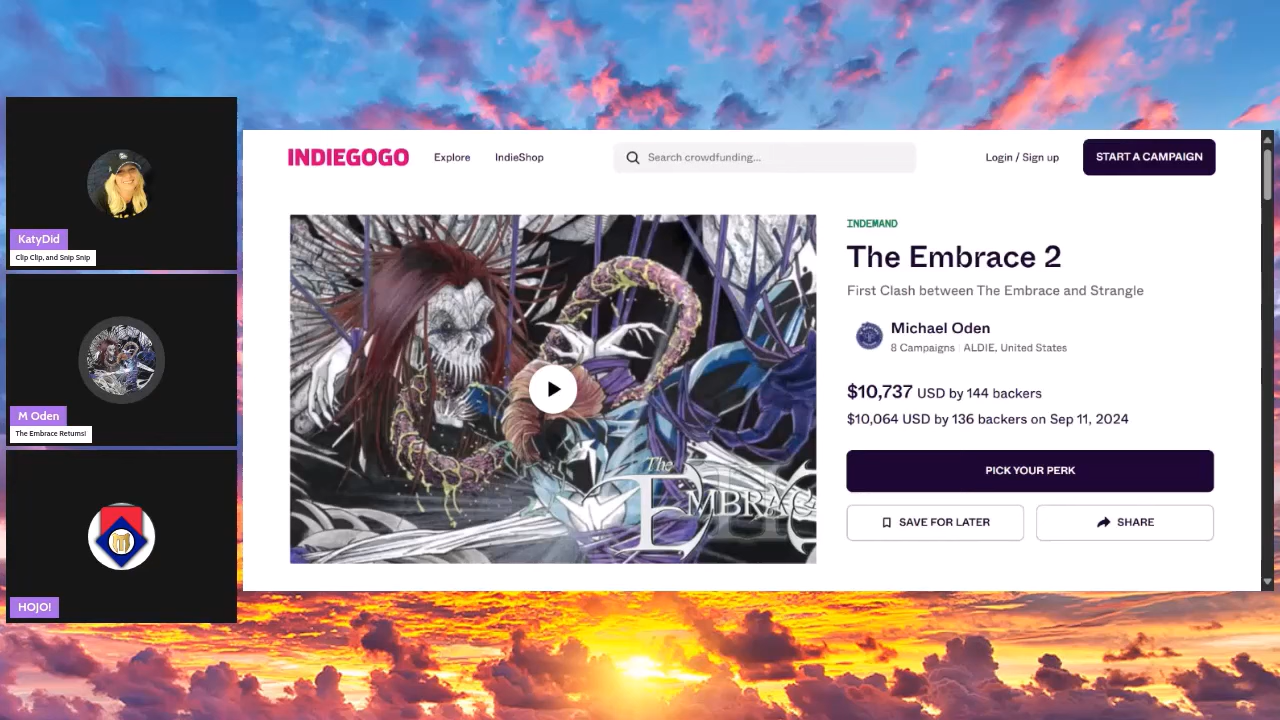 KatyDid
Clip Clip, and Snip Snip
M Oden
The Embrace Returns!
HOJO!
INDIEGOGO
Explore
IndieShop
Search crowdfunding...
Login / Sign up
START A CAMPAIGN
The
EMBRAC
INDEMAND
The Embrace 2
First Clash between The Embrace and Strangle
Michael Oden
8 Campaigns | ALDIE, United States
$10,737 USD by 144 backers
$10,064 USD by 136 backers on Sep 11, 2024
PICK YOUR PERK
SAVE FOR LATER
SHARE